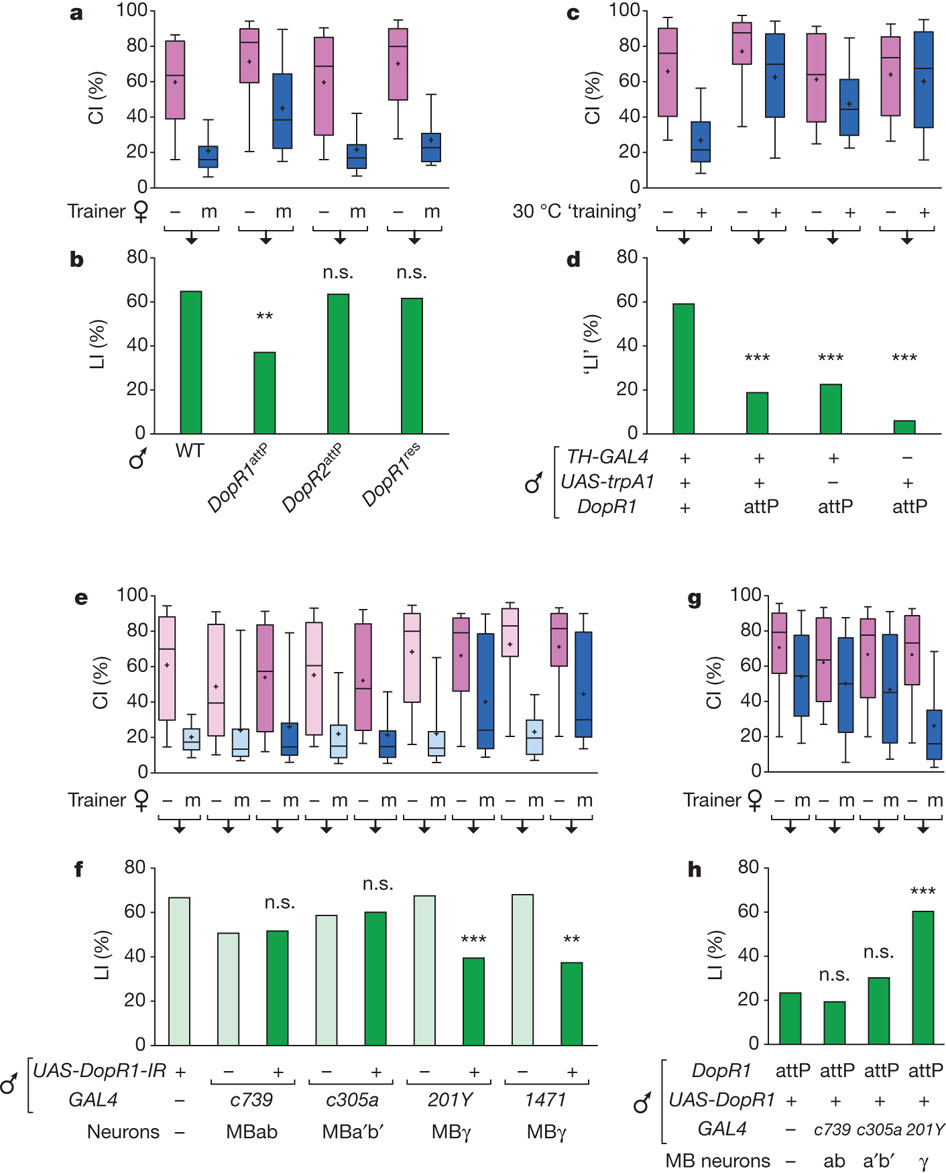 a
CI (%)
100
80
60
40
20
0
Trainer ♀ – m – m – m – m
b
LI (%)
80
60
40
20
0
** n.s. n.s.
♂ WT DopR1attP DopR2attP DopR1res
c
CI (%)
100
80
60
40
20
0
30 °C ‘training’ – + – + – + – +
d
‘LI’ (%)
80
60
40
20
0
*** *** ***
♂
TH-GAL4 + + + –
UAS-trpA1 + + – +
DopR1 + attP attP attP
e
CI (%)
100
80
60
40
20
0
Trainer ♀ – m – m – m – m – m – m – m – m – m
f
LI (%)
80
60
40
20
0
n.s. n.s. *** **
♂
UAS-DopR1-IR + – + – + – + – +
GAL4 – c739 c305a 201Y 1471
Neurons – MBab MBa′b′ MBγ MBγ
g
CI (%)
100
80
60
40
20
0
Trainer ♀ – m – m – m – m
h
LI (%)
80
60
40
20
0
n.s. n.s. ***
♂
DopR1 attP attP attP attP
UAS-DopR1 + + + +
GAL4 – c739 c305a 201Y
MB neurons – ab a′b′ γ